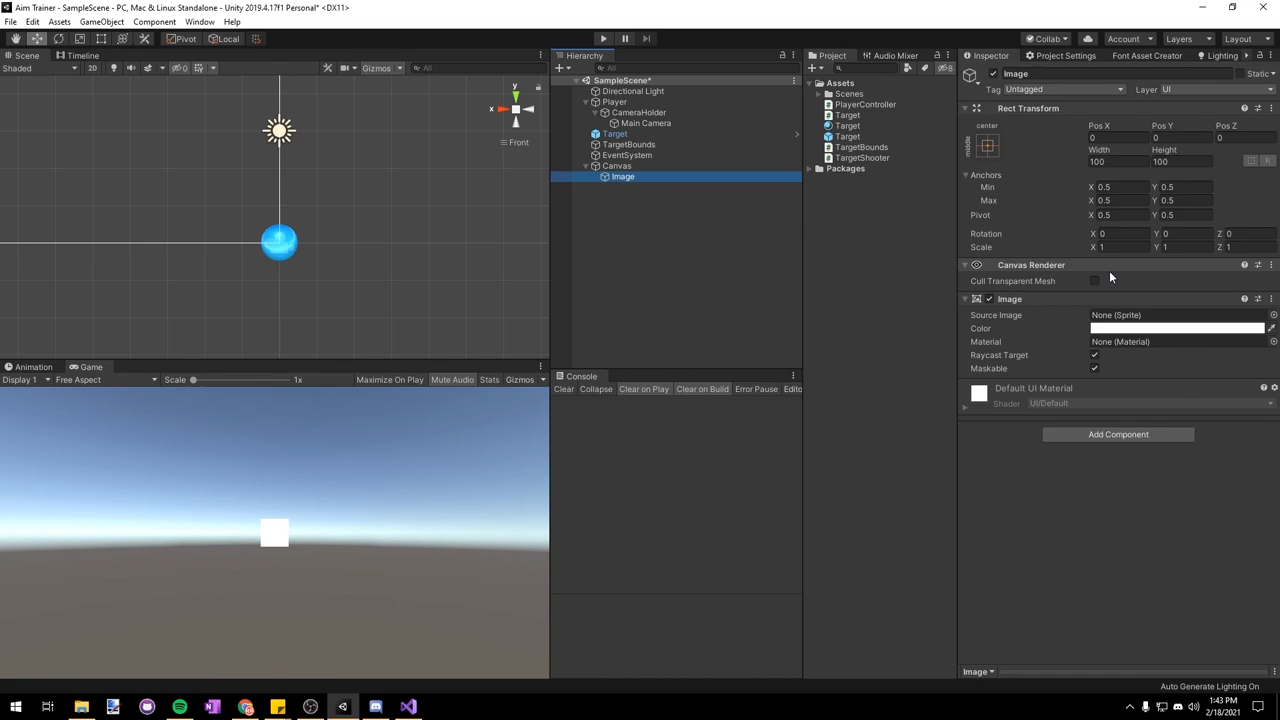 Aim Trainer - SampleScene - PC, Mac & Linux Standalone - Unity 2019.4.17f1 Personal* <DX11>
File Edit Assets GameObject Component Window Help
Pivot Local Collab Account Layers Layout
Scene Timeline
Shaded 2D 0 Gizmos All
y
x
Front
Animation Game
Display 1 Free Aspect Scale 1x Maximize On Play Mute Audio Stats Gizmos
Hierarchy
All
SampleScene*
Directional Light
Player
CameraHolder
Main Camera
Target
TargetBounds
EventSystem
Canvas
Image
Console
Clear Collapse Clear on Play Clear on Build Error Pause Edito
Project Audio Mixer
8
Assets
Scenes
PlayerController
Target
Target
Target
TargetBounds
TargetShooter
Packages
Inspector Project Settings Font Asset Creator Lighting
Image Static
Tag Untagged Layer UI
Rect Transform
center Pos X Pos Y Pos Z
middle 0 0 0
Width Height
100 100 R
Anchors
Min X 0.5 Y 0.5
Max X 0.5 Y 0.5
Pivot X 0.5 Y 0.5
Rotation X 0 Y 0 Z 0
Scale X 1 Y 1 Z 1
Canvas Renderer
Cull Transparent Mesh
Image
Source Image None (Sprite)
Color
Material None (Material)
Raycast Target
Maskable
Default UI Material
Shader UI/Default
Add Component
Image
Auto Generate Lighting On
1:43 PM
2/18/2021